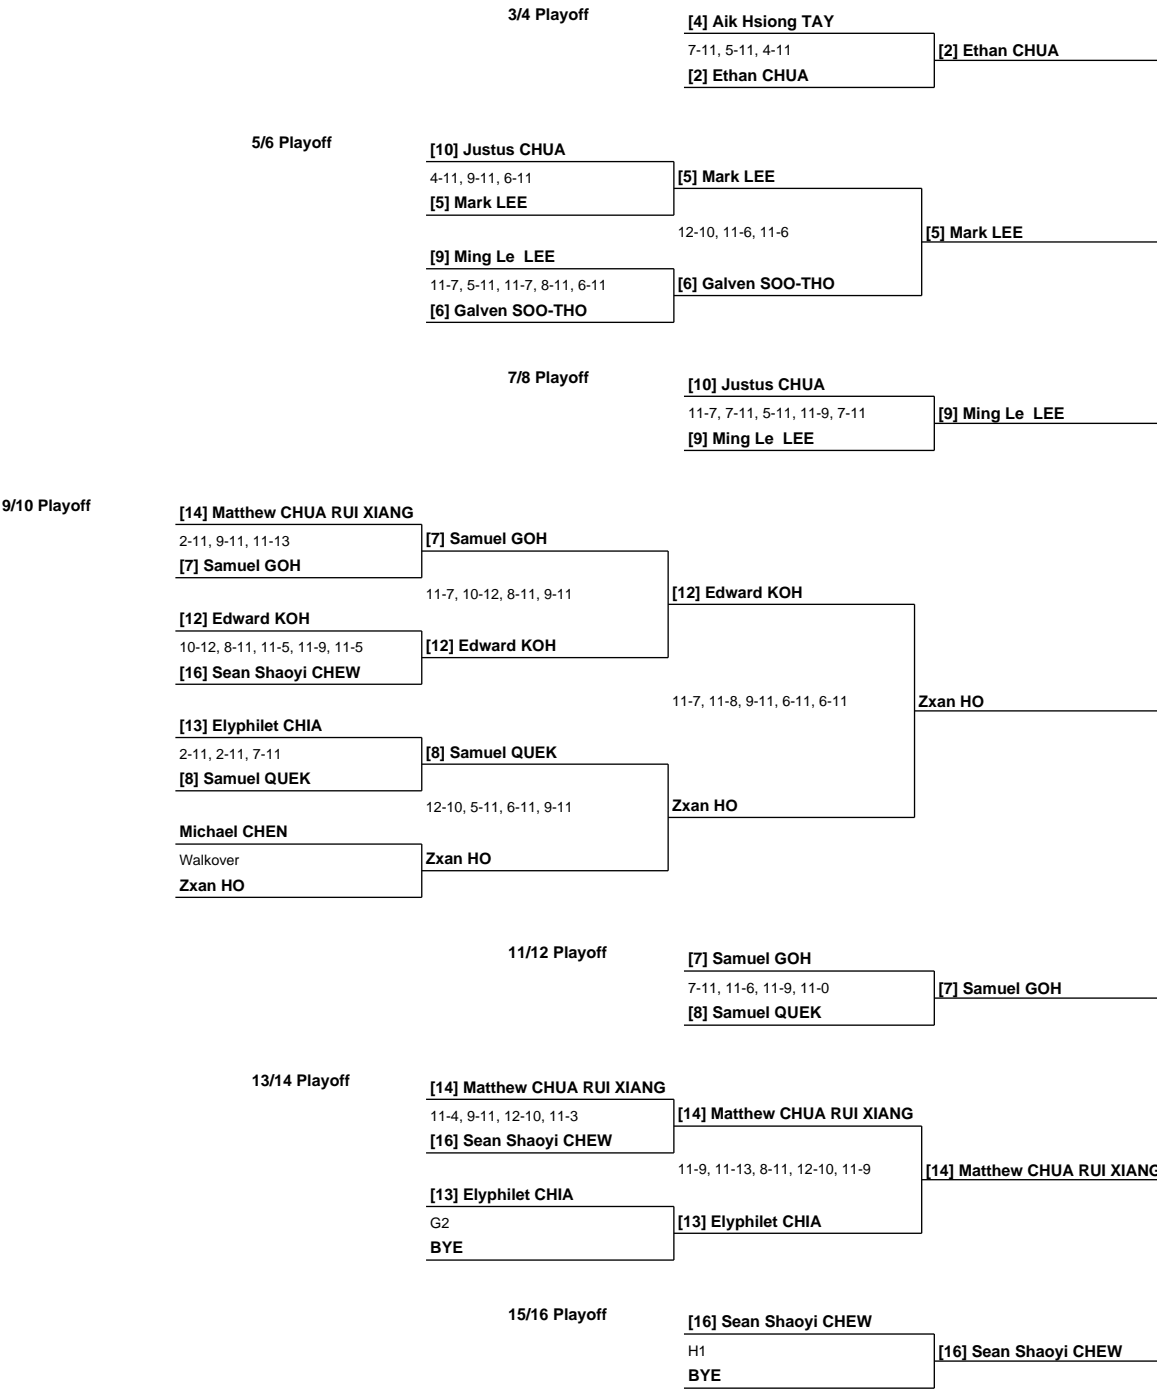 3/4 Playoff
[4] Aik Hsiong TAY
7-11, 5-11, 4-11
[2] Ethan CHUA
[2] Ethan CHUA
5/6 Playoff
[10] Justus CHUA
4-11, 9-11, 6-11
[5] Mark LEE
[5] Mark LEE
12-10, 11-6, 11-6
[5] Mark LEE
[9] Ming Le  LEE
11-7, 5-11, 11-7, 8-11, 6-11
[6] Galven SOO-THO
[6] Galven SOO-THO
7/8 Playoff
[10] Justus CHUA
11-7, 7-11, 5-11, 11-9, 7-11
[9] Ming Le  LEE
[9] Ming Le  LEE
9/10 Playoff
[14] Matthew CHUA RUI XIANG
2-11, 9-11, 11-13
[7] Samuel GOH
[7] Samuel GOH
11-7, 10-12, 8-11, 9-11
[12] Edward KOH
[12] Edward KOH
10-12, 8-11, 11-5, 11-9, 11-5
[12] Edward KOH
[16] Sean Shaoyi CHEW
11-7, 11-8, 9-11, 6-11, 6-11
Zxan HO
[13] Elyphilet CHIA
2-11, 2-11, 7-11
[8] Samuel QUEK
[8] Samuel QUEK
12-10, 5-11, 6-11, 9-11
Zxan HO
Michael CHEN
Walkover
Zxan HO
Zxan HO
11/12 Playoff
[7] Samuel GOH
7-11, 11-6, 11-9, 11-0
[7] Samuel GOH
[8] Samuel QUEK
13/14 Playoff
[14] Matthew CHUA RUI XIANG
11-4, 9-11, 12-10, 11-3
[14] Matthew CHUA RUI XIANG
[16] Sean Shaoyi CHEW
11-9, 11-13, 8-11, 12-10, 11-9
[14] Matthew CHUA RUI XIANG
[13] Elyphilet CHIA
G2
[13] Elyphilet CHIA
BYE
15/16 Playoff
[16] Sean Shaoyi CHEW
H1
[16] Sean Shaoyi CHEW
BYE